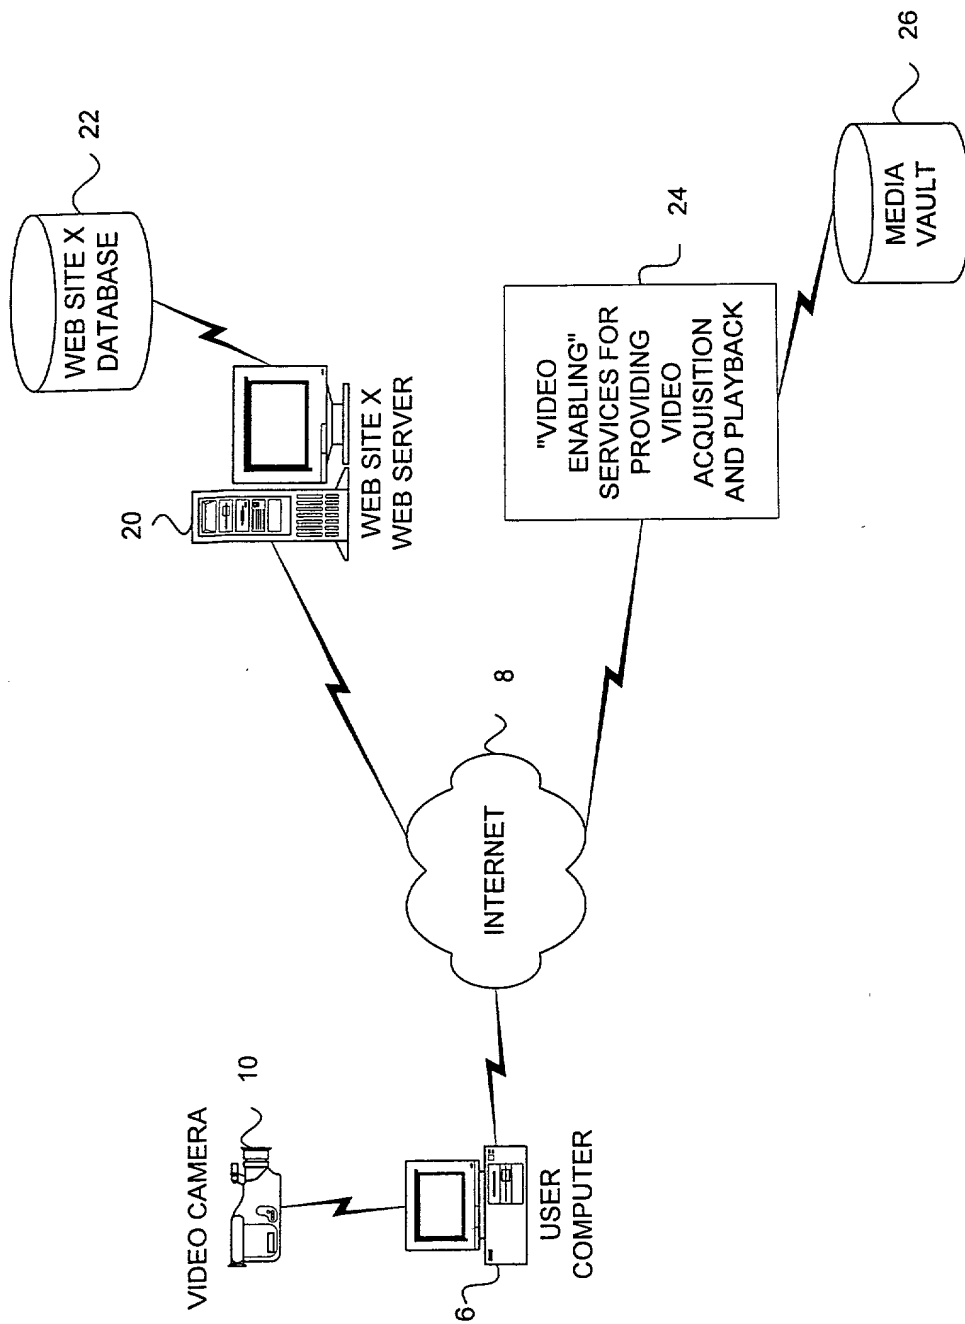 VIDEO CAMERA
10
6
USER
COMPUTER
INTERNET
8
20
WEB SITE X
WEB SERVER
WEB SITE X
DATABASE
22
"VIDEO
ENABLING"
SERVICES FOR
PROVIDING
VIDEO
ACQUISITION
AND PLAYBACK
24
MEDIA
VAULT
26